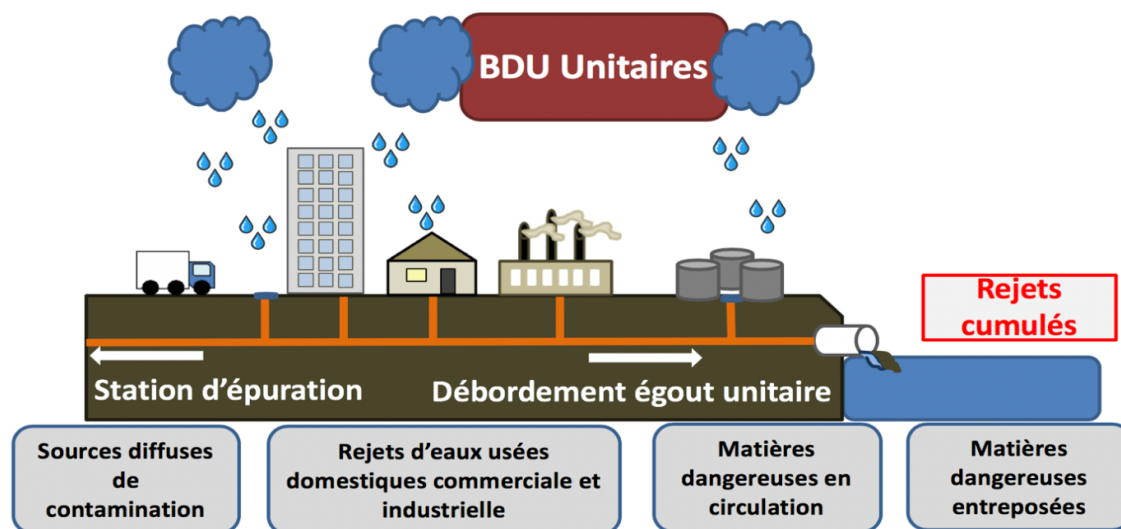 BDU Unitaires
Rejets
cumulés
Station d'épuration
Débordement égout unitaire
Sources diffuses
de
contamination
Rejets d'eaux usées
domestiques commerciale et
industrielle
Matières
dangereuses en
circulation
Matières
dangereuses
entreposées